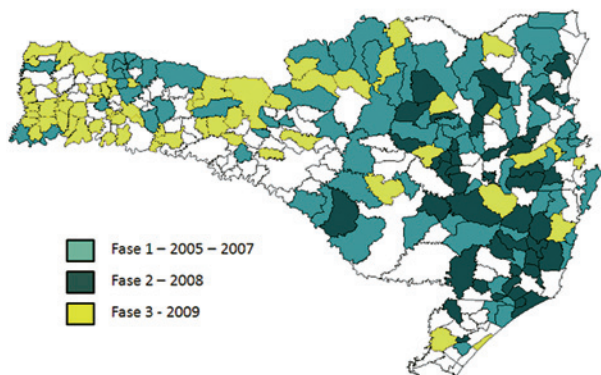 Fase 1 – 2005 – 2007
Fase 2 – 2008
Fase 3 - 2009